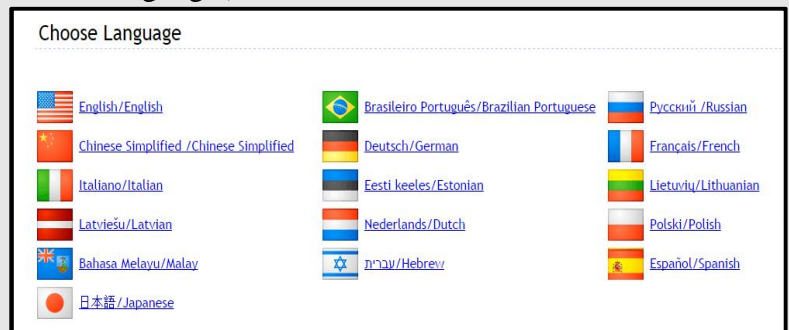 Choose Language
English/English
Brasileiro Português/Brazilian Portuguese
Русский /Russian
Chinese Simplified /Chinese Simplified
Deutsch/German
Français/French
Italiano/Italian
Eesti keeles/Estonian
Lietuvių/Lithuanian
Latviešu/Latvian
Nederlands/Dutch
Polski/Polish
Bahasa Melayu/Malay
עברית/Hebrew
Español/Spanish
日本語/Japanese